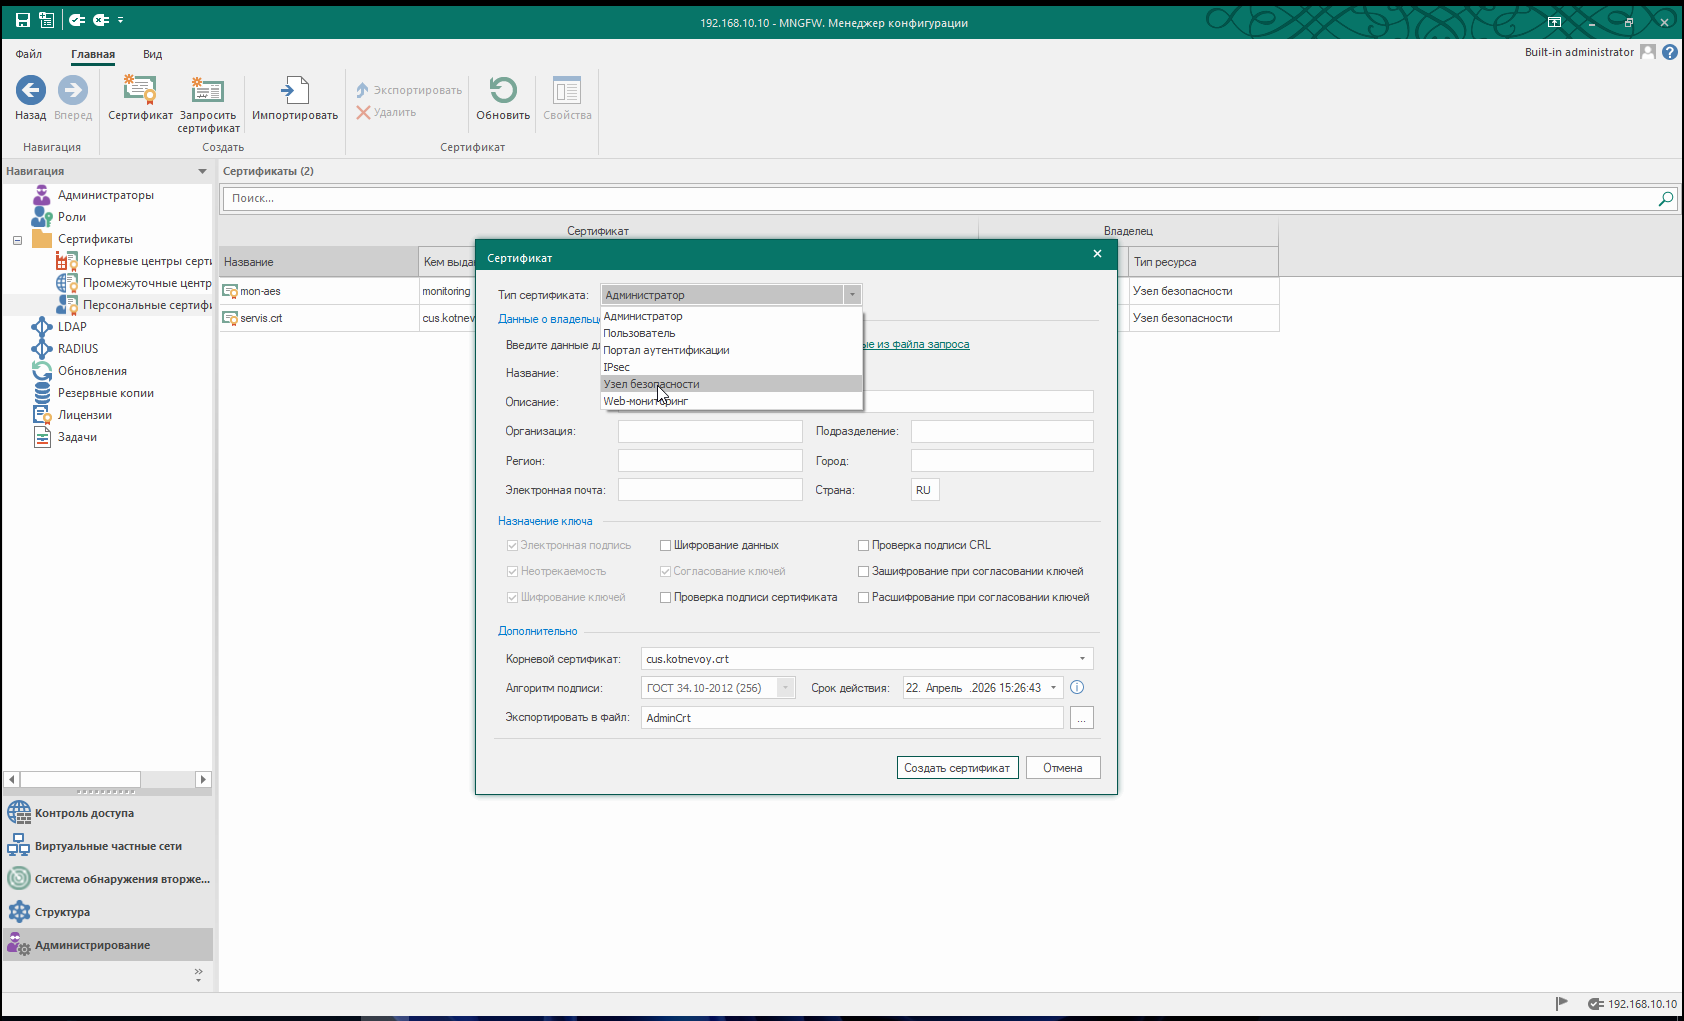 192.168.10.10 - MNGFW. Менеджер конфигурации
Файл
Главная
Вид
Built-in administrator
Назад
Вперед
Сертификат
Запросить сертификат
Импортировать
Экспортировать
Удалить
Обновить
Свойства
Навигация
Создать
Сертификат
Навигация
Администраторы
Роли
Сертификаты
Корневые центры серти
Промежуточные центр
Персональные сертифи
LDAP
RADIUS
Обновления
Резервные копии
Лицензии
Задачи
Контроль доступа
Виртуальные частные сети
Система обнаружения вторже...
Структура
Администрирование
Сертификаты (2)
Поиск...
Сертификат
Владелец
Название
Кем выда
Тип ресурса
mon-aes
monitoring
Узел безопасности
servis.crt
cus.kotnev
Узел безопасности
Сертификат
Тип сертификата:
Администратор
Администратор
Пользователь
Портал аутентификации
IPsec
Узел безопасности
Web-мониторинг
Данные о владельце
Введите данные д
ые из файла запроса
Название:
Описание:
Организация:
Подразделение:
Регион:
Город:
Электронная почта:
Страна:
RU
Назначение ключа
Электронная подпись
Шифрование данных
Проверка подписи CRL
Неотрекаемость
Согласование ключей
Зашифрование при согласовании ключей
Шифрование ключей
Проверка подписи сертификата
Расшифрование при согласовании ключей
Дополнительно
Корневой сертификат:
cus.kotnevoy.crt
Алгоритм подписи:
ГОСТ 34.10-2012 (256)
Срок действия:
22. Апрель .2026 15:26:43
Экспортировать в файл:
AdminCrt
...
Создать сертификат
Отмена
192.168.10.10